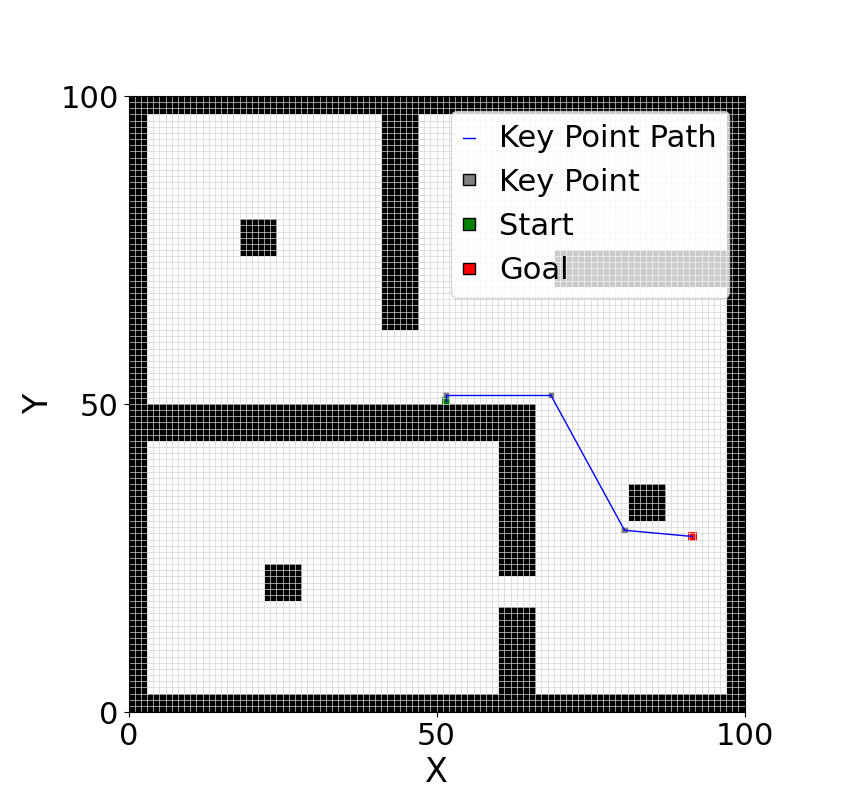 100
Key Point Path
Key Point
Start
Goal
Y
50
0
0 50 100
X